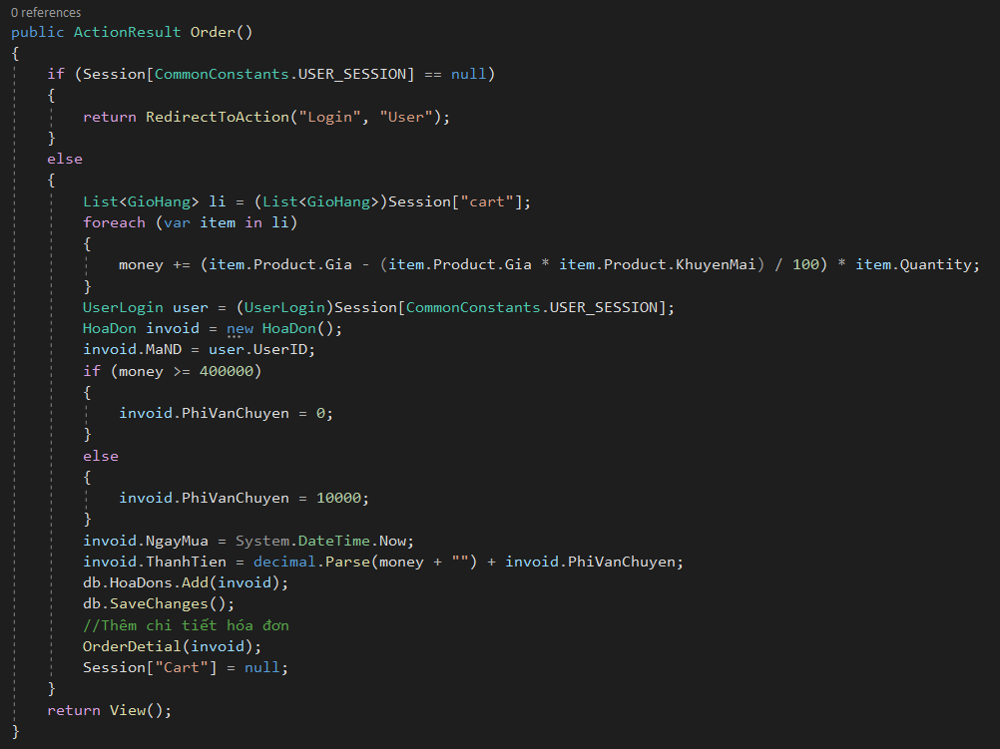 0 references
public ActionResult Order()
{
if (Session[CommonConstants.USER_SESSION] == null)
{
return RedirectToAction("Login", "User");
}
else
{
List<GioHang> li = (List<GioHang>)Session["cart"];
foreach (var item in li)
{
money += (item.Product.Gia - (item.Product.Gia * item.Product.KhuyenMai) / 100) * item.Quantity;
}
UserLogin user = (UserLogin)Session[CommonConstants.USER_SESSION];
HoaDon invoid = new HoaDon();
invoid.MaND = user.UserID;
if (money >= 400000)
{
invoid.PhiVanChuyen = 0;
}
else
{
invoid.PhiVanChuyen = 10000;
}
invoid.NgayMua = System.DateTime.Now;
invoid.ThanhTien = decimal.Parse(money + "") + invoid.PhiVanChuyen;
db.HoaDons.Add(invoid);
db.SaveChanges();
//Thêm chi tiết hóa đơn
OrderDetial(invoid);
Session["Cart"] = null;
}
return View();
}